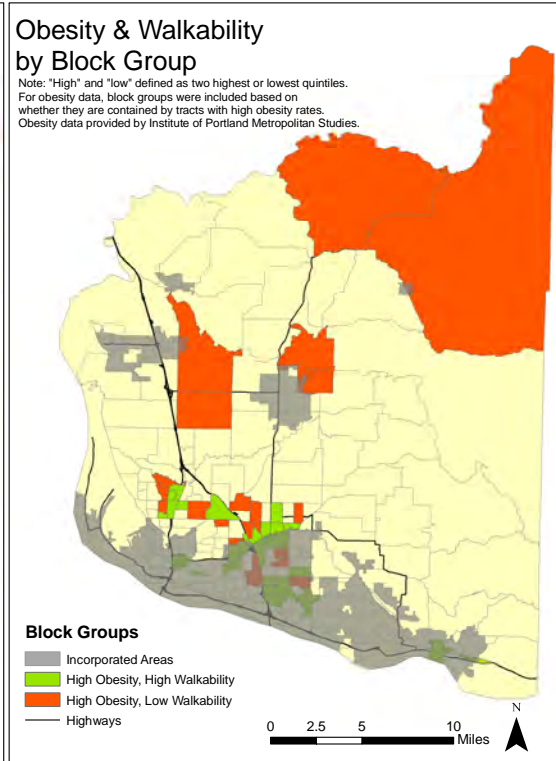 Obesity & Walkability
by Block Group
Note: "High" and "low" defined as two highest or lowest quintiles.
For obesity data, block groups were included based on
whether they are contained by tracts with high obesity rates.
Obesity data provided by Institute of Portland Metropolitan Studies.
Block Groups
Incorporated Areas
High Obesity, High Walkability
High Obesity, Low Walkability
Highways
0 2.5 5 10
Miles
N